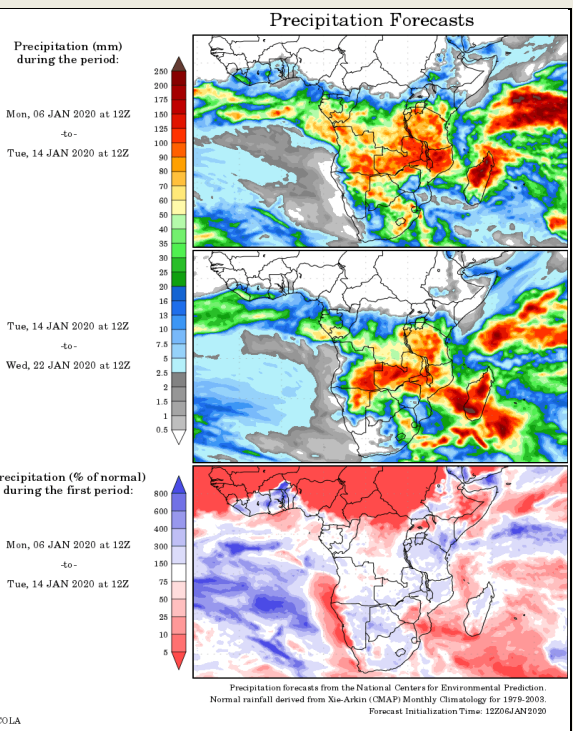 Precipitation Forecasts
Precipitation (mm)
during the period:
Mon, 06 JAN 2020 at 12Z
-to-
Tue, 14 JAN 2020 at 12Z
250
200
175
150
125
100
90
80
70
60
50
40
35
30
25
20
16
13
10
7.5
5
2.5
2
1.5
1
0.5
Tue, 14 JAN 2020 at 12Z
-to-
Wed, 22 JAN 2020 at 12Z
recipitation (% of normal)
during the first period:
Mon, 06 JAN 2020 at 12Z
-to-
Tue, 14 JAN 2020 at 12Z
800
600
400
300
150
75
50
25
10
5
Precipitation forecasts from the National Centers for Environmental Prediction.
Normal rainfall derived from Xie-Arkin (CMAP) Monthly Climatology for 1979-2003.
Forecast Initialization Time: 12Z06JAN2020
COLA